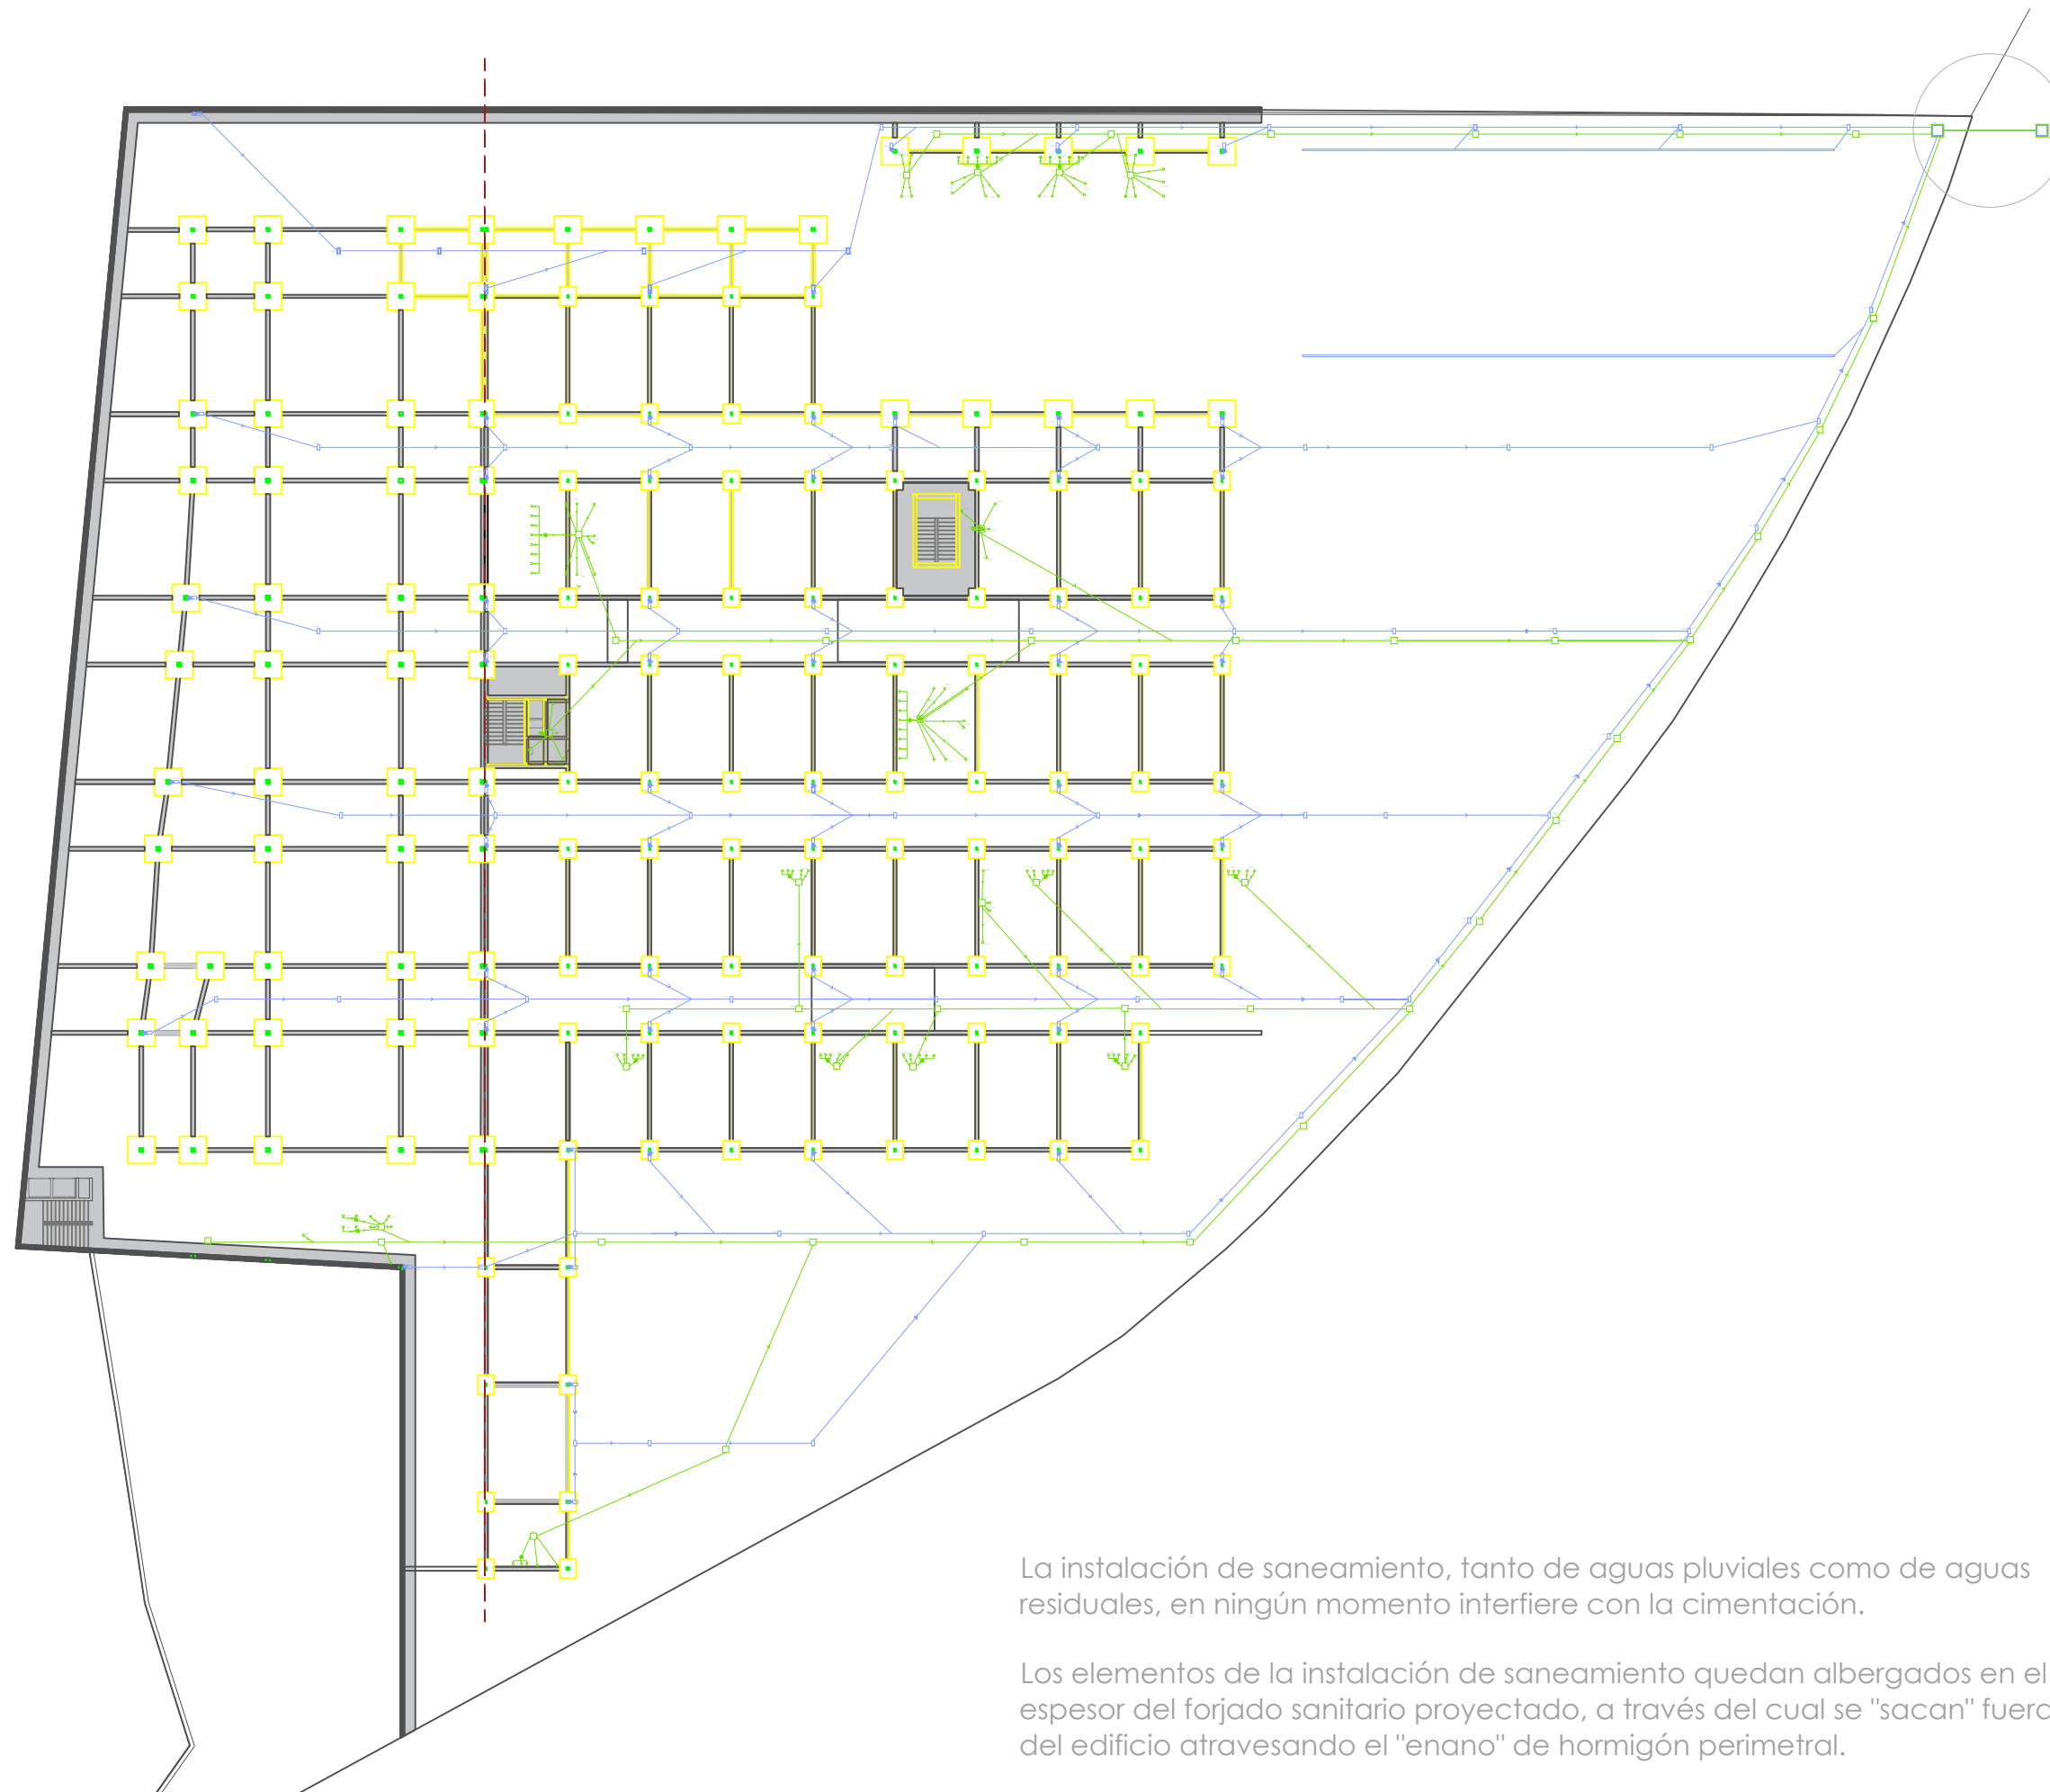 La instalación de saneamiento, tanto de aguas pluviales como de aguas
residuales, en ningún momento interfiere con la cimentación.
Los elementos de la instalación de saneamiento quedan albergados en el
espesor del forjado sanitario proyectado, a través del cual se "sacan" fuera
del edificio atravesando el "enano" de hormigón perimetral.